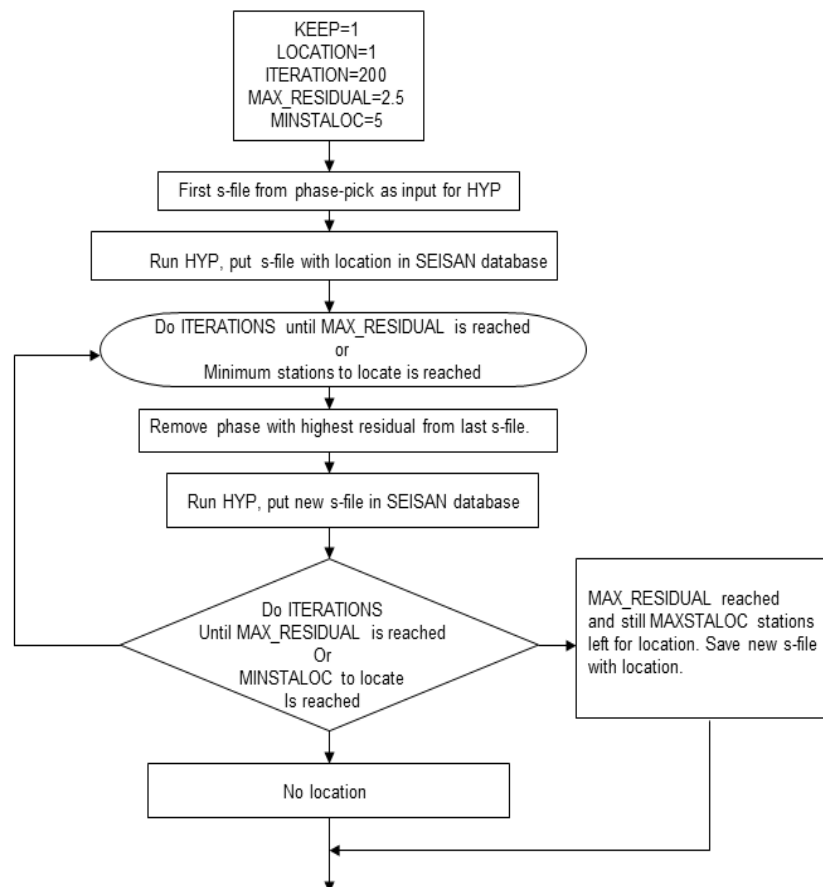 KEEP=1
LOCATION=1
ITERATION=200
MAX_RESIDUAL=2.5
MINSTALOC=5
First s-file from phase-pick as input for HYP
Run HYP, put s-file with location in SEISAN database
Do ITERATIONS until MAX_RESIDUAL is reached
or
Minimum stations to locate is reached
Remove phase with highest residual from last s-file.
Run HYP, put new s-file in SEISAN database
Do ITERATIONS
Until MAX_RESIDUAL is reached
Or
MINSTALOC to locate
Is reached
MAX_RESIDUAL reached
and still MAXSTALOC stations
left for location. Save new s-file
with location.
No location